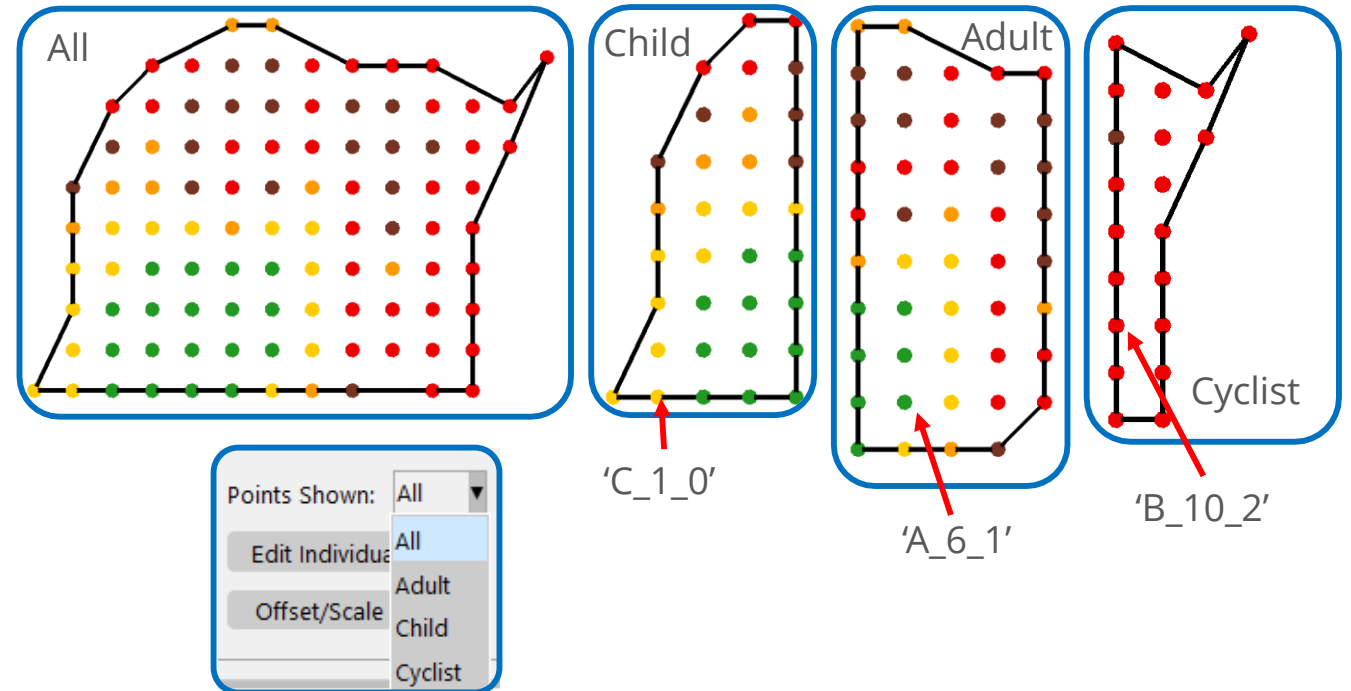 All
Child
Adult
Cyclist
'C_1_0'
'A_6_1'
'B_10_2'
Points Shown: All ▼
All
Edit Individua
Adult
Offset/Scale
Child
Cyclist